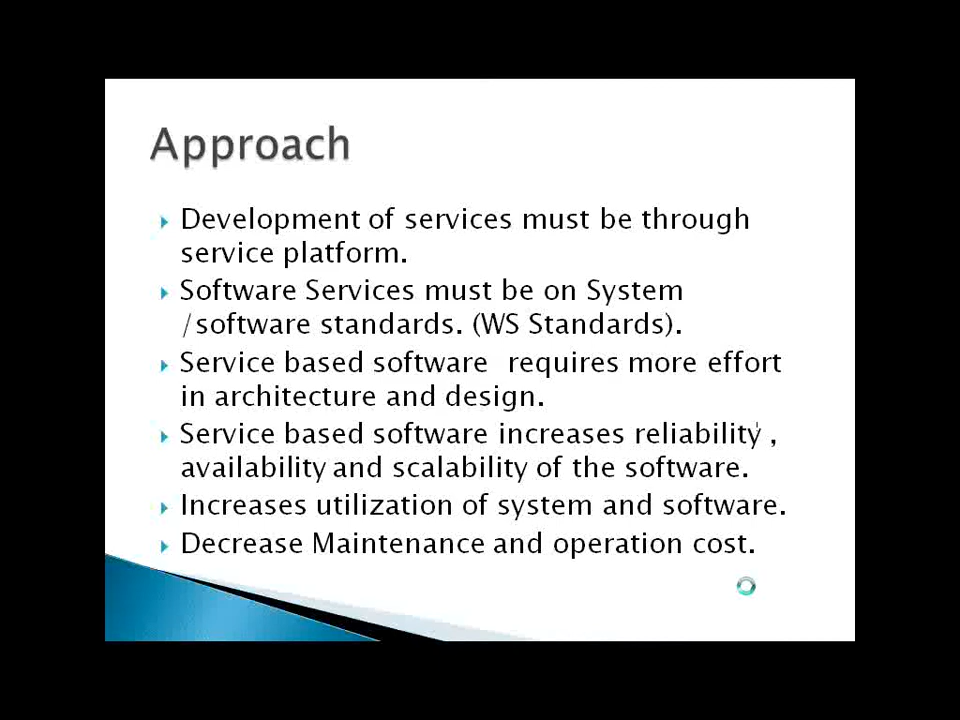 Approach
Development of services must be through
service platform.
Software Services must be on System
/software standards. (WS Standards).
Service based software  requires more effort
in architecture and design.
Service based software increases reliability ,
availability and scalability of the software.
Increases utilization of system and software.
Decrease Maintenance and operation cost.